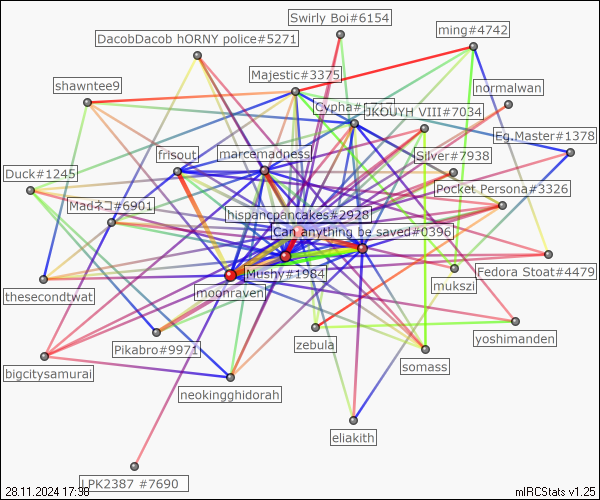 Swirly Boi#6154
ming#4742
DacobDacob hORNY police#5271
Majestic#3375
shawntee9
normalwan
JKOUYH VIII#7034
Eg.Master#1378
frisout
marcemadness
Silver#7938
Duck#1245
Pocket Persona#3326
Madネコ#6901
hispancpancakes#2928
Can anything be saved#0396
Mushy#1984
Fedora Stoat#4479
mukszi
moonraven
thesecondtwat
yoshimanden
zebula
Pikabro#9971
somass
bigcitysamurai
neokingghidorah
eliakith
LPK2387 #7690
28.11.2024 17:38
mIRCStats v1.25